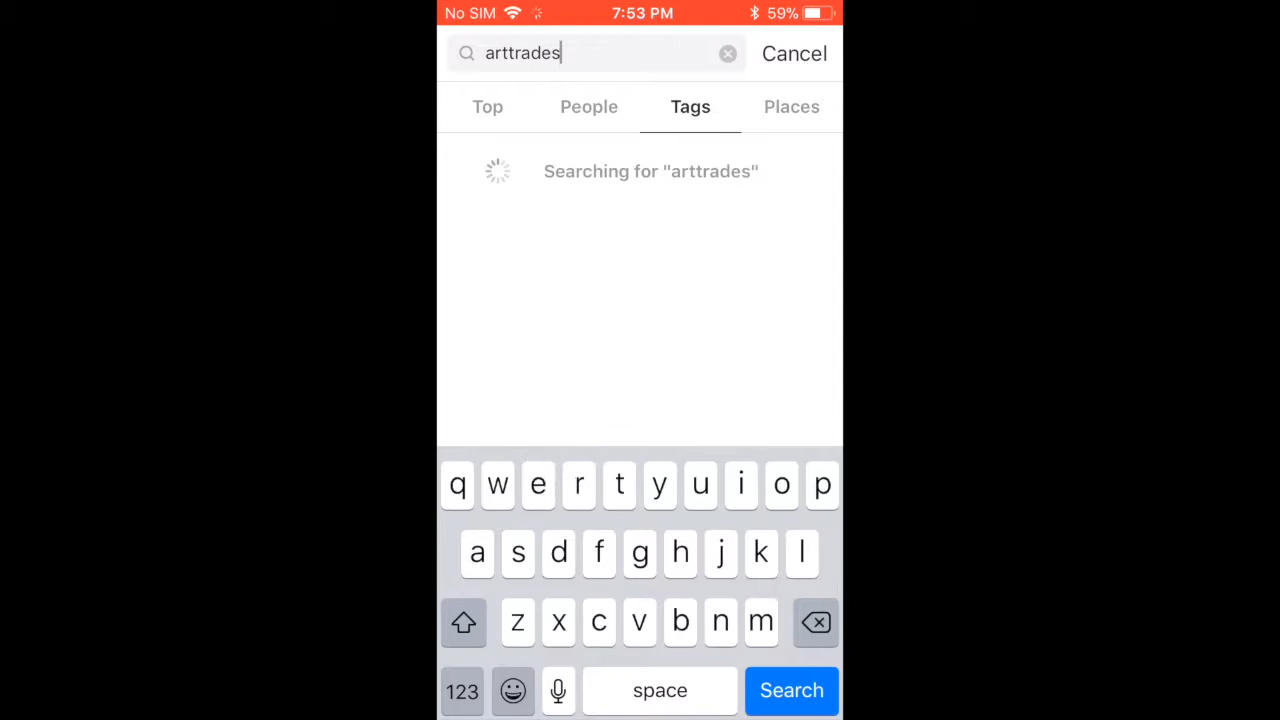 No SIM 7:53 PM 59%
arttrades Cancel
Top People Tags Places
Searching for "arttrades"
q w e r t y u i o p
a s d f g h j k l
z x c v b n m
123 space Search